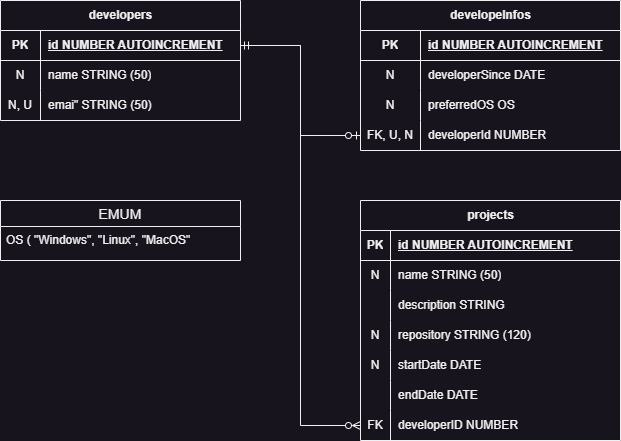 developers
PK id NUMBER AUTOINCREMENT
N name STRING (50)
N, U emai" STRING (50)
developeInfos
PK id NUMBER AUTOINCREMENT
N developerSince DATE
N preferredOS OS
FK, U, N developerId NUMBER
EMUM
OS ( "Windows", "Linux", "MacOS"
projects
PK id NUMBER AUTOINCREMENT
N name STRING (50)
description STRING
N repository STRING (120)
N startDate DATE
endDate DATE
FK developerID NUMBER